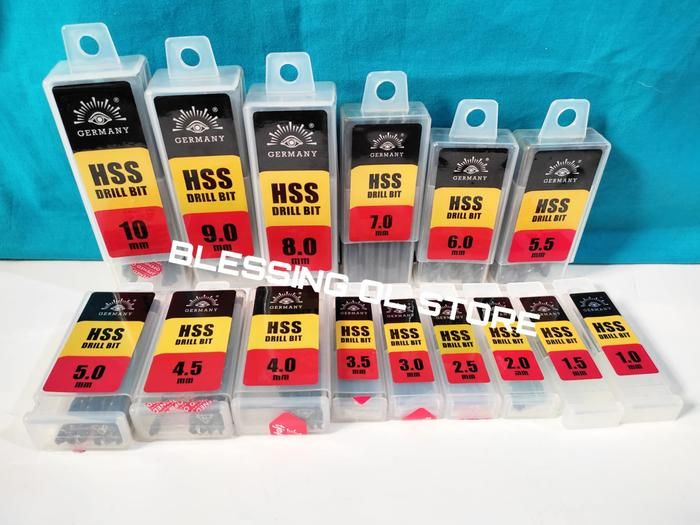 ®
GERMANY
HSS
DRILL BIT
10
mm
®
GERMANY
HSS
DRILL BIT
9.0
mm
®
GERMANY
HSS
DRILL BIT
8.0
mm
®
GERMANY
HSS
DRILL BIT
7.0
mm
GERMANY
HSS
DRILL BIT
6.0
mm
GERMANY
HSS
DRILL BIT
5.5
mm
BLESSING OL STORE
GERMANY
HSS
DRILL BIT
5.0
mm
GERMANY
HSS
DRILL BIT
4.5
mm
GERMANY
HSS
DRILL BIT
4.0
mm
GERMANY
HSS
DRILL BIT
3.5
mm
GERMANY
HSS
DRILL BIT
3.0
mm
GERMANY
HSS
DRILL BIT
2.5
mm
HSS
DRILL BIT
2.0
mm
GERMANY
HSS
DRILL BIT
1.5
mm
GERMANY
HSS
DRILL BIT
1.0
mm